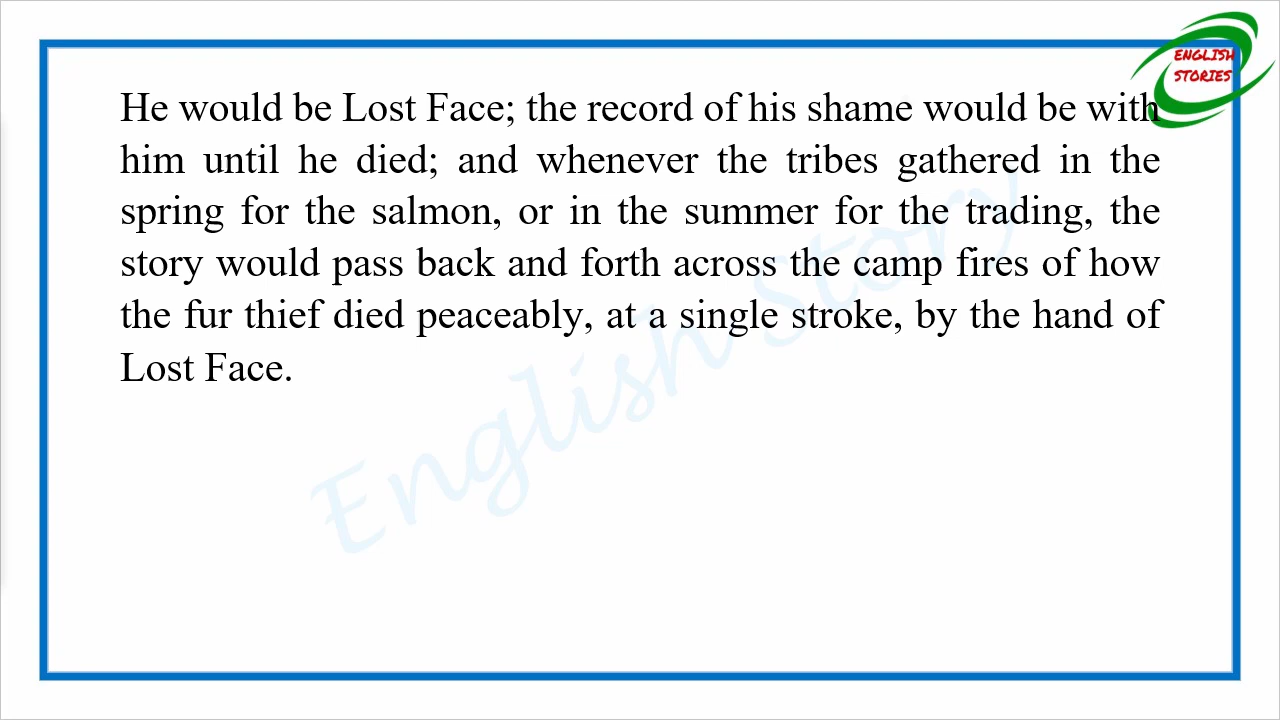 ENGLISH
STORIES
He would be Lost Face; the record of his shame would be with
him until he died; and whenever the tribes gathered in the
spring for the salmon, or in the summer for the trading, the
story would pass back and forth across the camp fires of how
the fur thief died peaceably, at a single stroke, by the hand of
Lost Face.
English Story